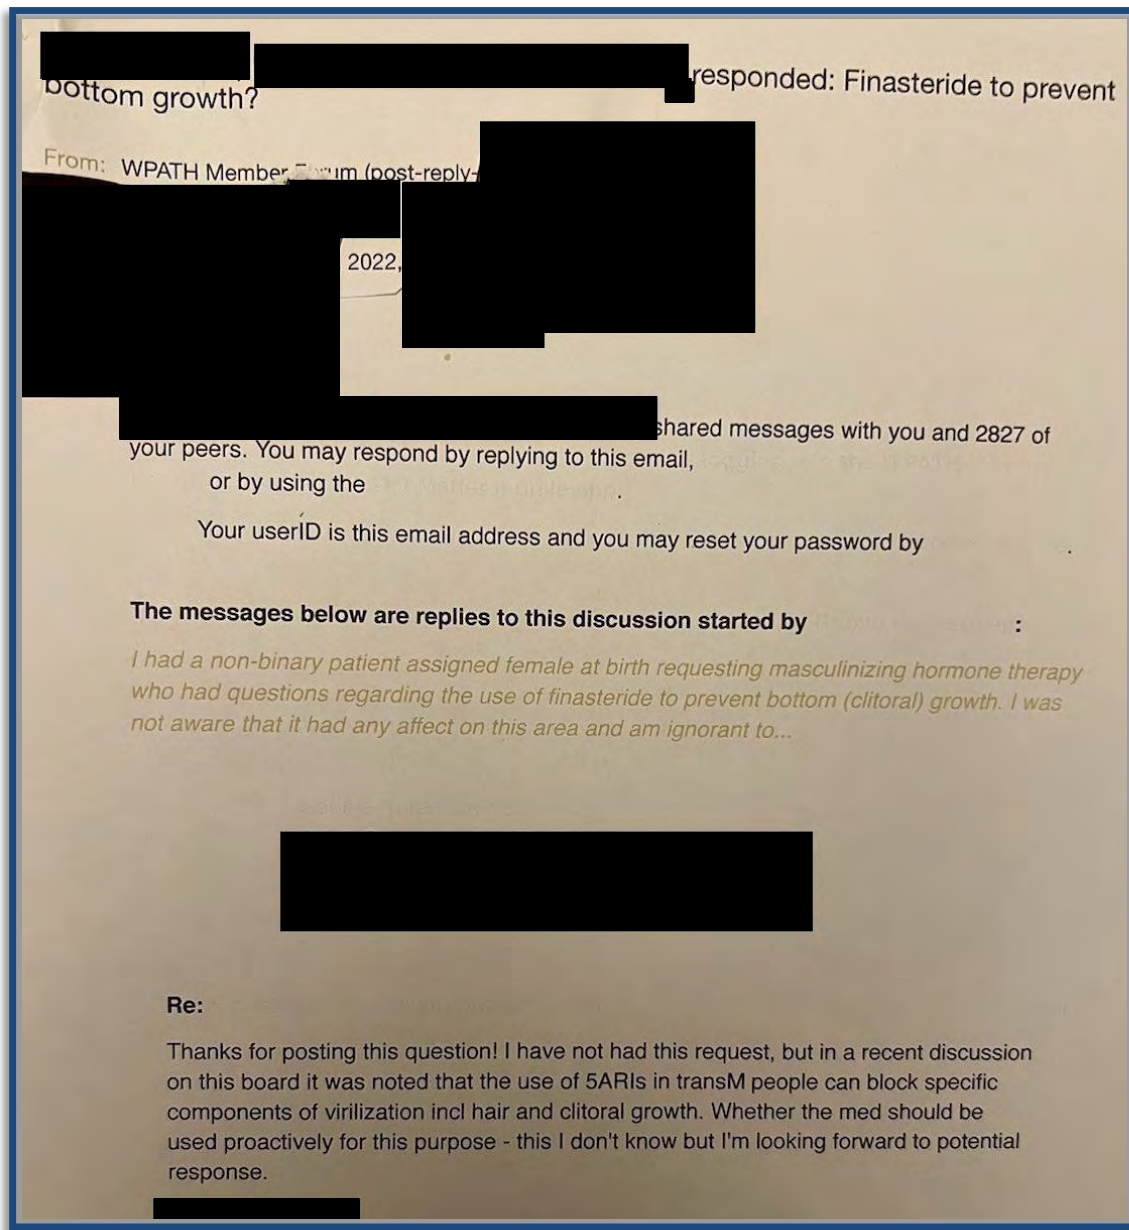 responded: Finasteride to prevent
bottom growth?
From: WPATH Member (post-reply-
2022,
shared messages with you and 2827 of
your peers. You may respond by replying to this email,
or by using the .
Your userID is this email address and you may reset your password by .
The messages below are replies to this discussion started by :
I had a non-binary patient assigned female at birth requesting masculinizing hormone therapy
who had questions regarding the use of finasteride to prevent bottom (clitoral) growth. I was
not aware that it had any affect on this area and am ignorant to...
Re:
Thanks for posting this question! I have not had this request, but in a recent discussion
on this board it was noted that the use of 5ARIs in transM people can block specific
components of virilization incl hair and clitoral growth. Whether the med should be
used proactively for this purpose - this I don't know but I'm looking forward to potential
response.